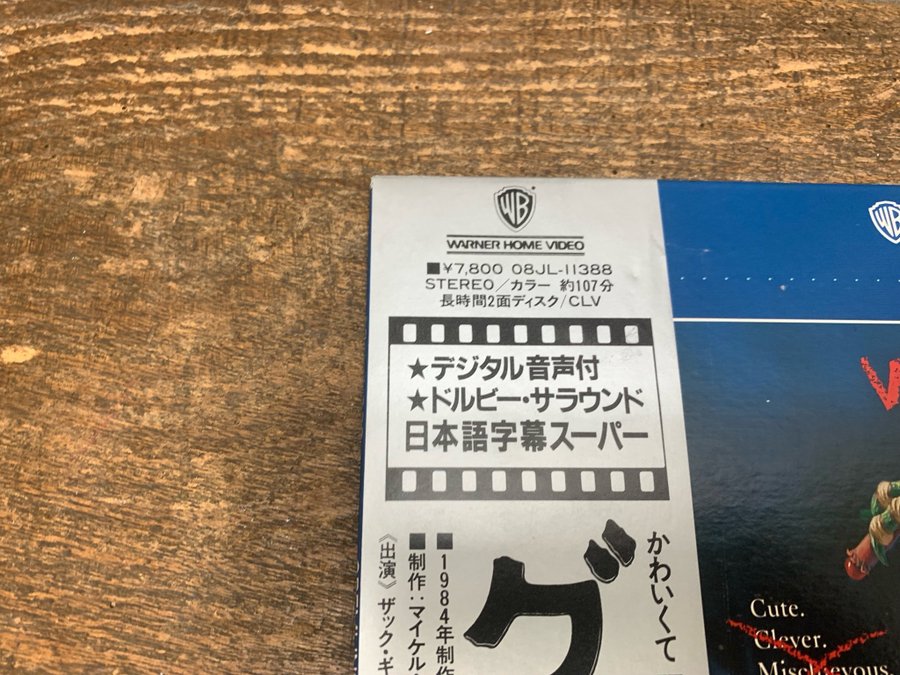 WB
WARNER HOME VIDEO
■¥7,800 08JL-11388
STEREO/カラー 約107分
長時間2面ディスク/CLV
★デジタル音声付
★ドルビー・サラウンド
日本語字幕スーパー
かわいくて
グ
■1984年制作
■制作:マイケル・
《出演》ザック・ギ
WB
Cute.
Clever.
Mischievous.